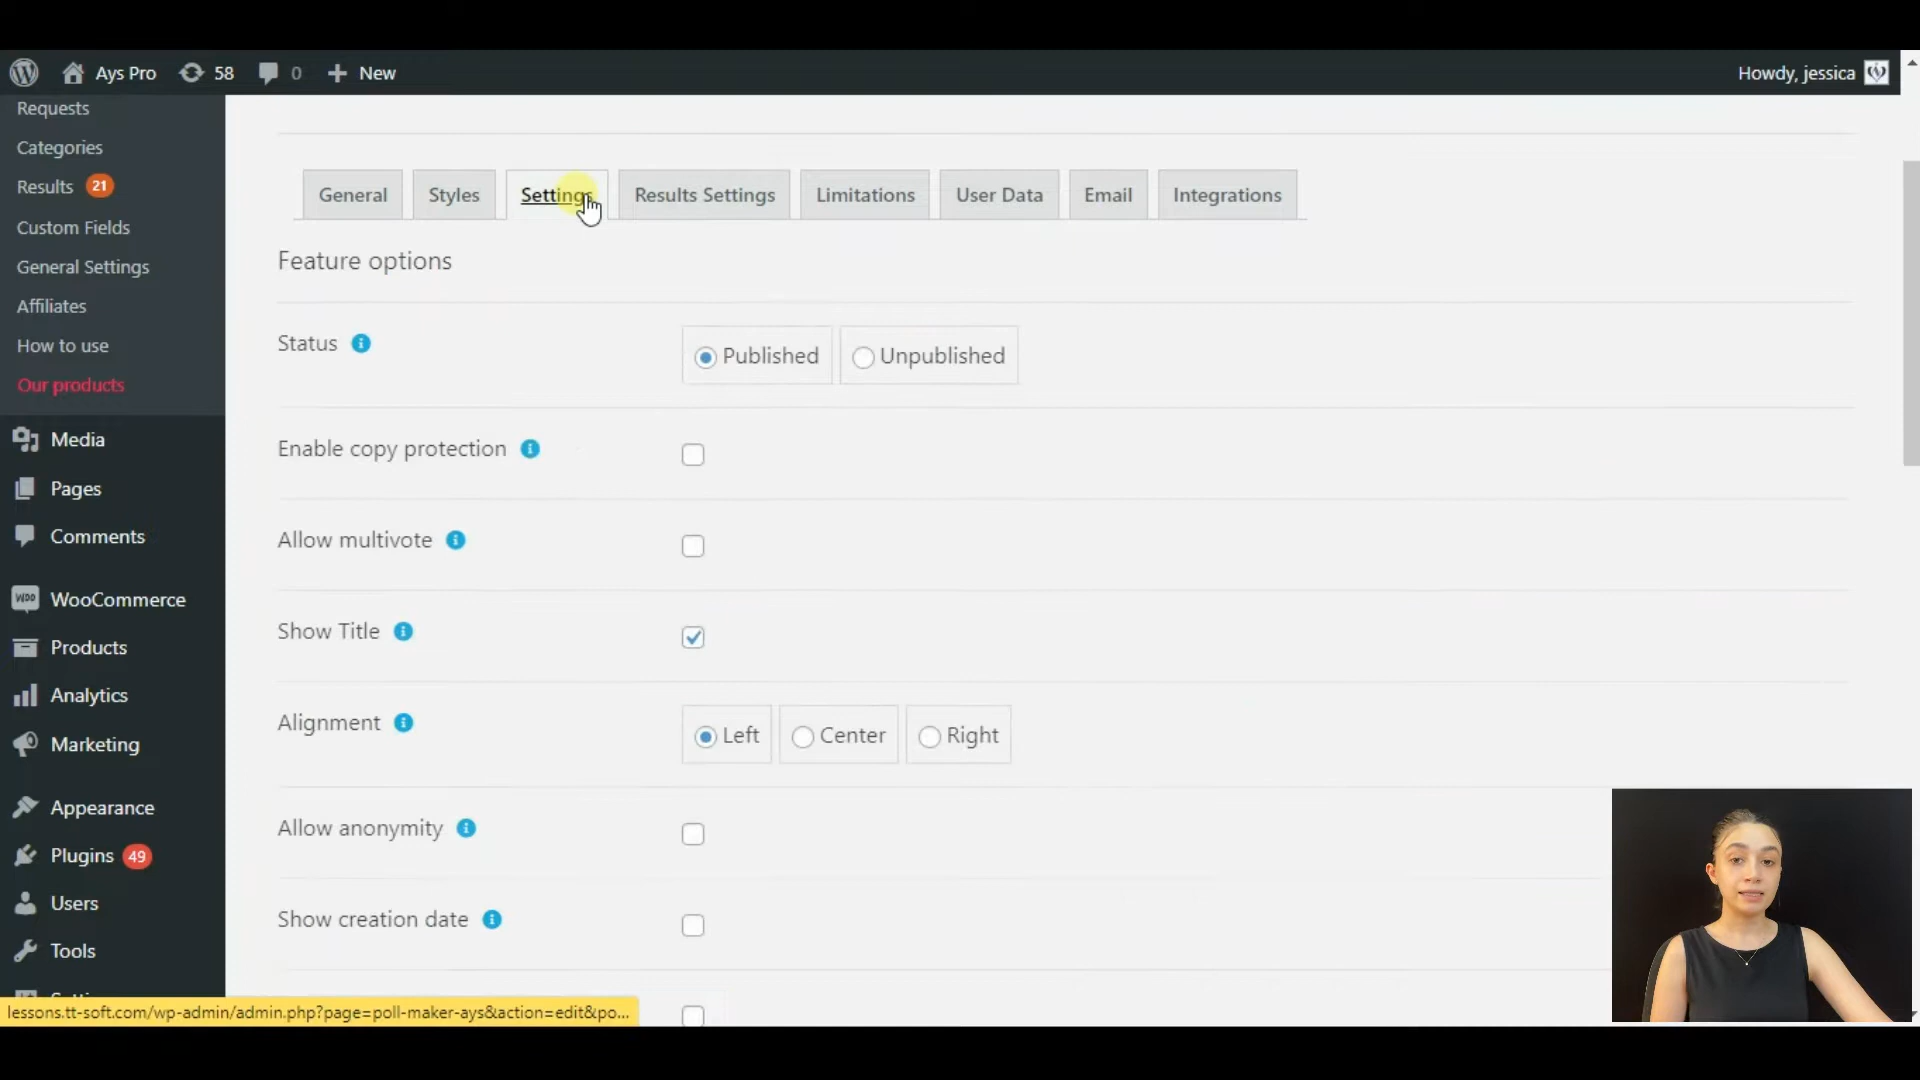 Ays Pro 58 0 New Howdy, jessica
Requests
Categories
Results 21
Custom Fields
General Settings
Affiliates
How to use
Our products
Media
Pages
Comments
WOO WooCommerce
Products
Analytics
Marketing
Appearance
Plugins 49
Users
Tools
lessons.tt-soft.com/wp-admin/admin.php?page=poll-maker-ays&action=edit&po...
General Styles Settings Results Settings Limitations User Data Email Integrations
Feature options
Status Published Unpublished
Enable copy protection
Allow multivote
Show Title
Alignment Left Center Right
Allow anonymity
Show creation date